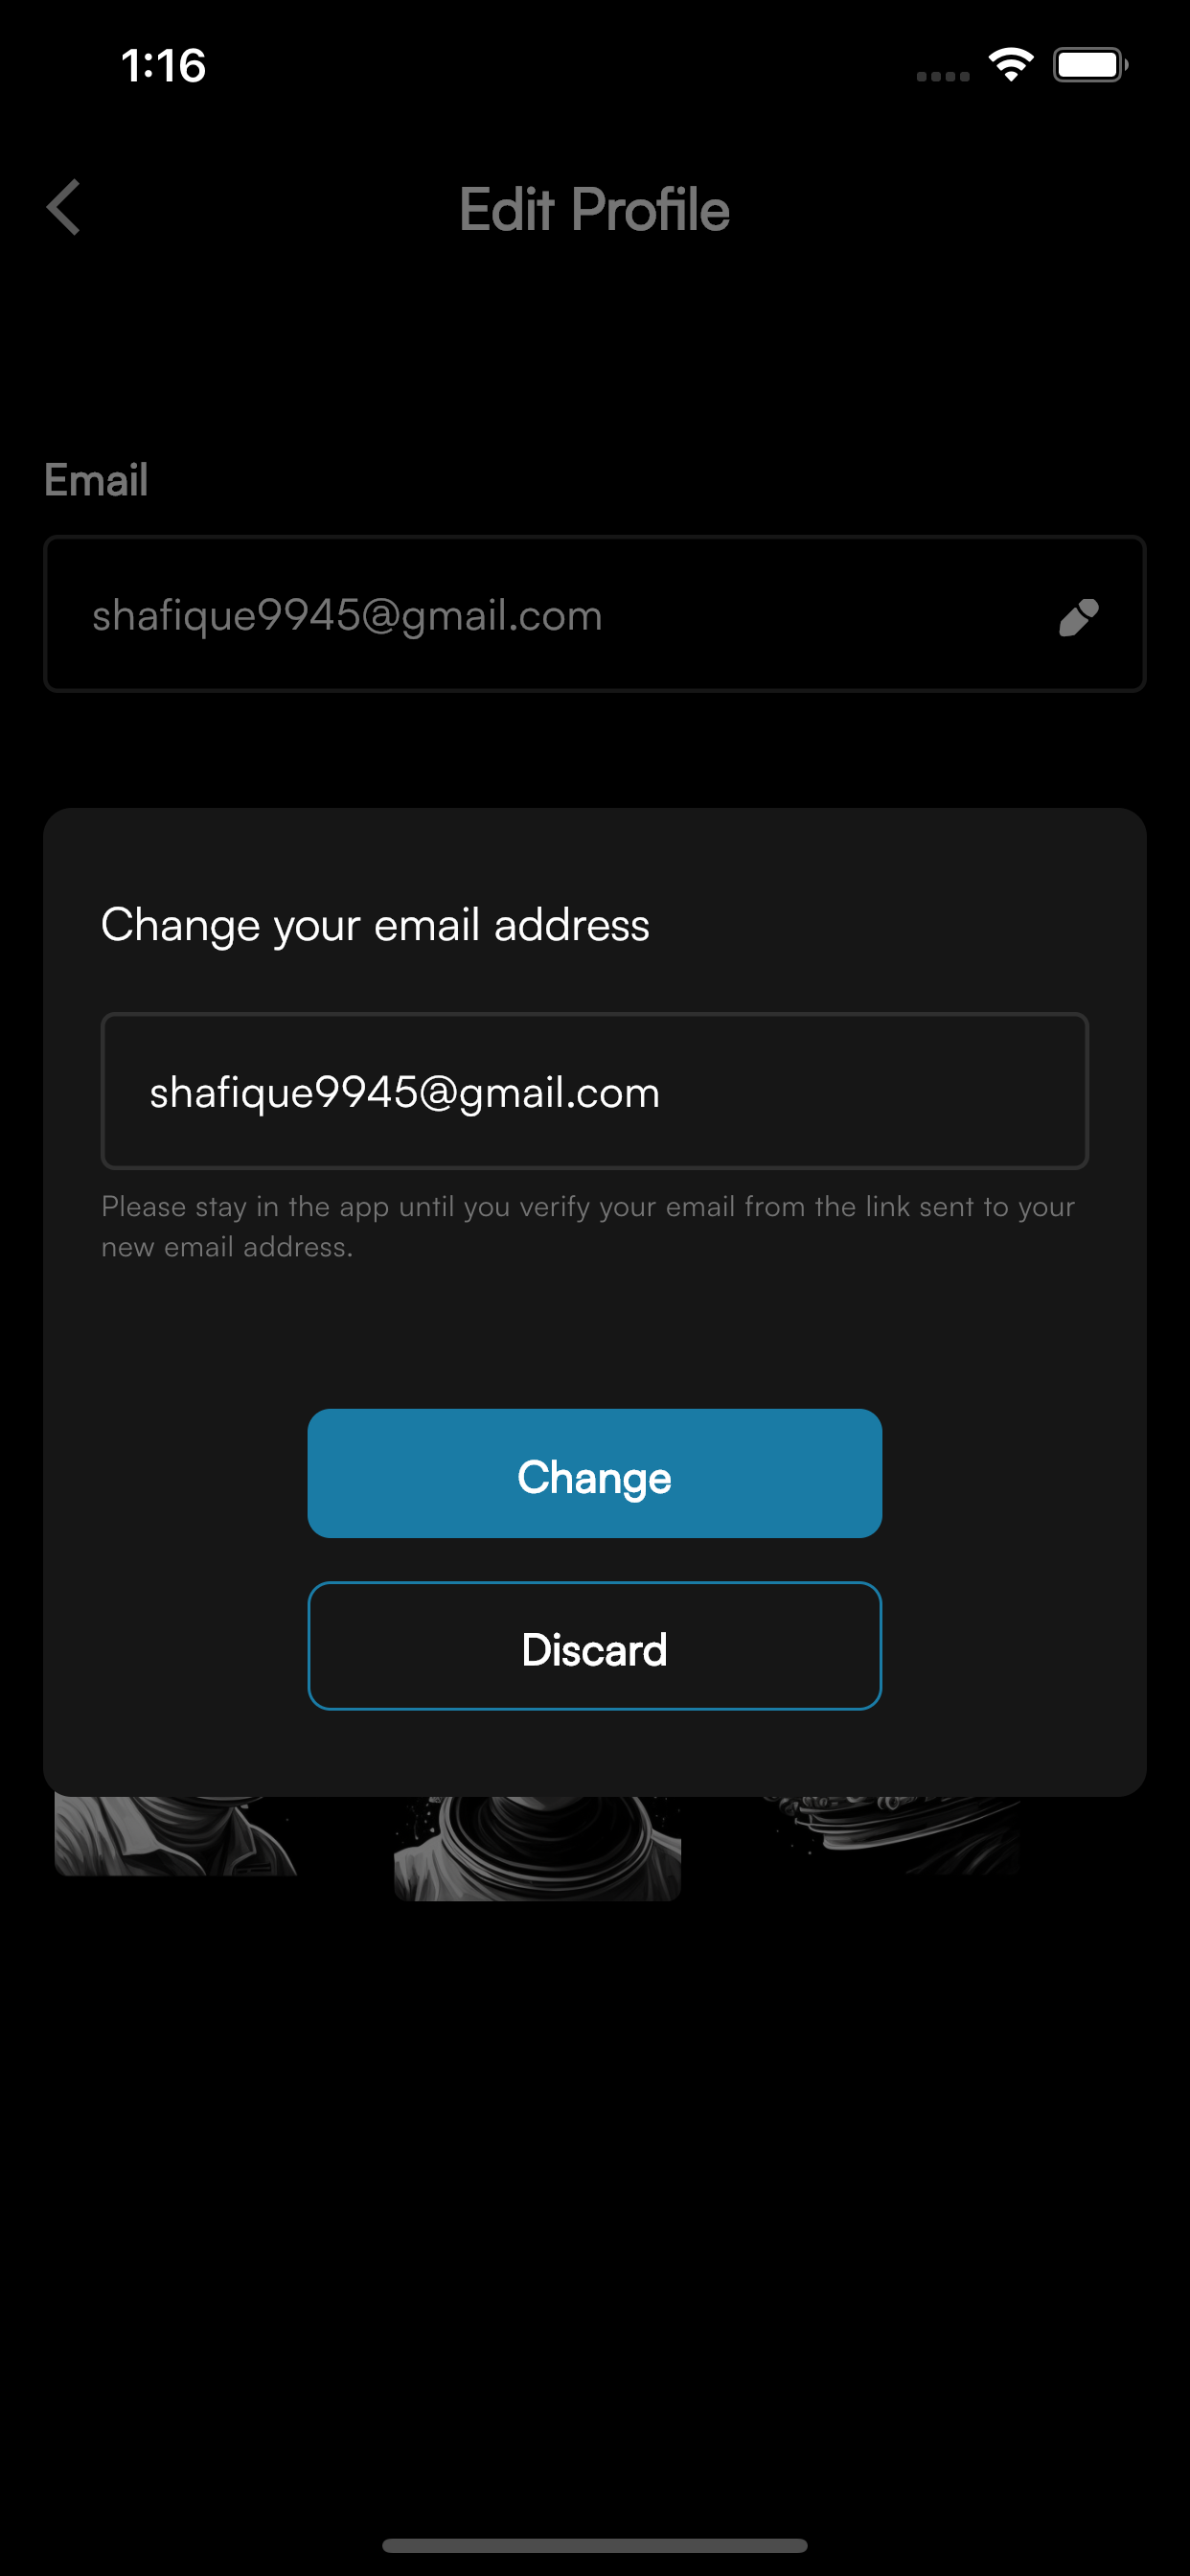 1:16
Edit Profile
Email
shafique9945@gmail.com
Change your email address
shafique9945@gmail.com
Please stay in the app until you verify your email from the link sent to your
new email address.
Change
Discard